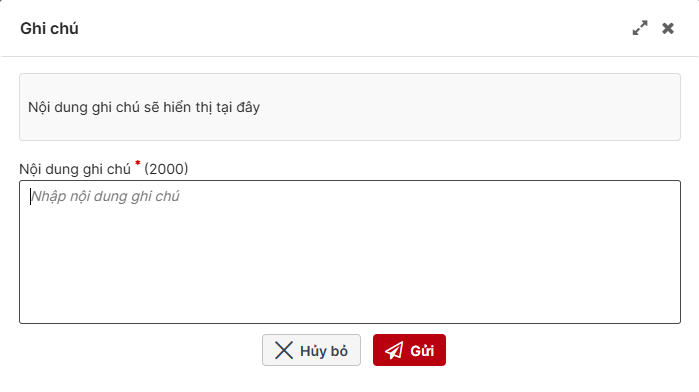 Ghi chú
Nội dung ghi chú sẽ hiển thị tại đây
Nội dung ghi chú * (2000)
Nhập nội dung ghi chú
Hủy bỏ
Gửi